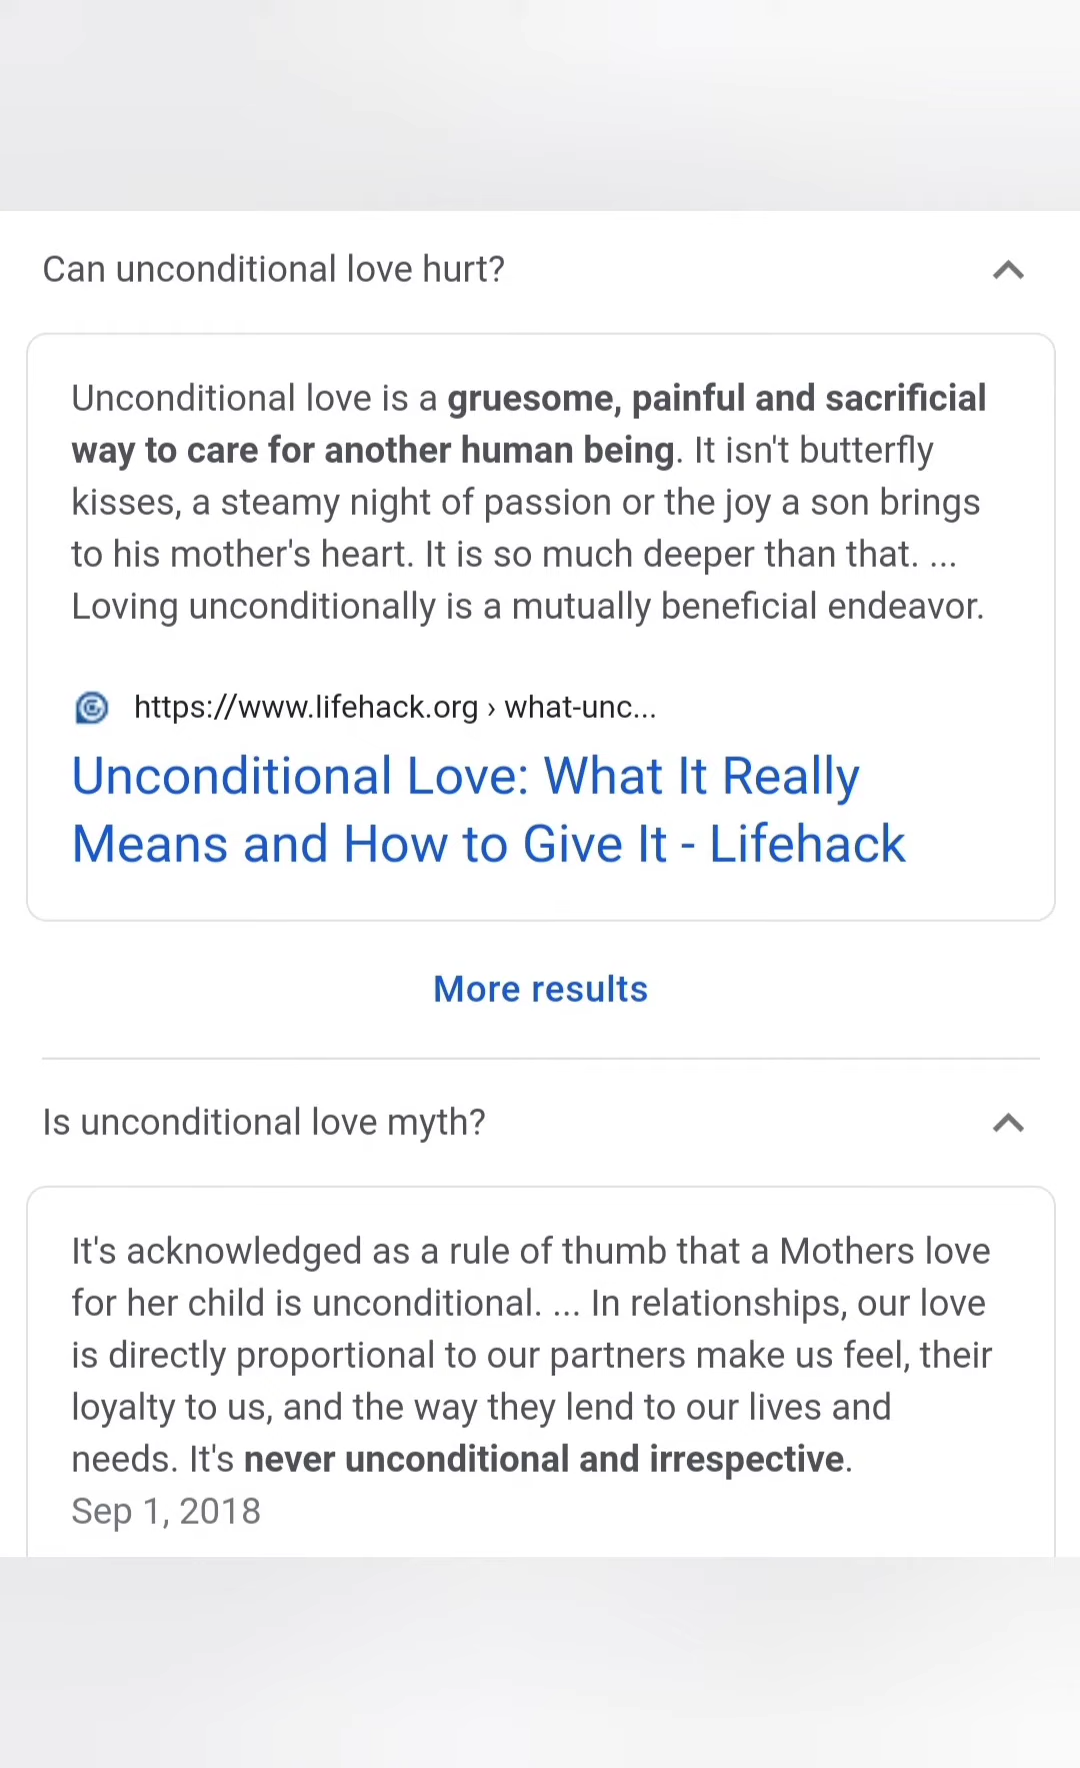 Can unconditional love hurt?
Unconditional love is a gruesome, painful and sacrificial
way to care for another human being. It isn't butterfly
kisses, a steamy night of passion or the joy a son brings
to his mother's heart. It is so much deeper than that. ...
Loving unconditionally is a mutually beneficial endeavor.
https://www.lifehack.org › what-unc...
Unconditional Love: What It Really
Means and How to Give It - Lifehack
More results
Is unconditional love myth?
It's acknowledged as a rule of thumb that a Mothers love
for her child is unconditional. ... In relationships, our love
is directly proportional to our partners make us feel, their
loyalty to us, and the way they lend to our lives and
needs. It's never unconditional and irrespective.
Sep 1, 2018